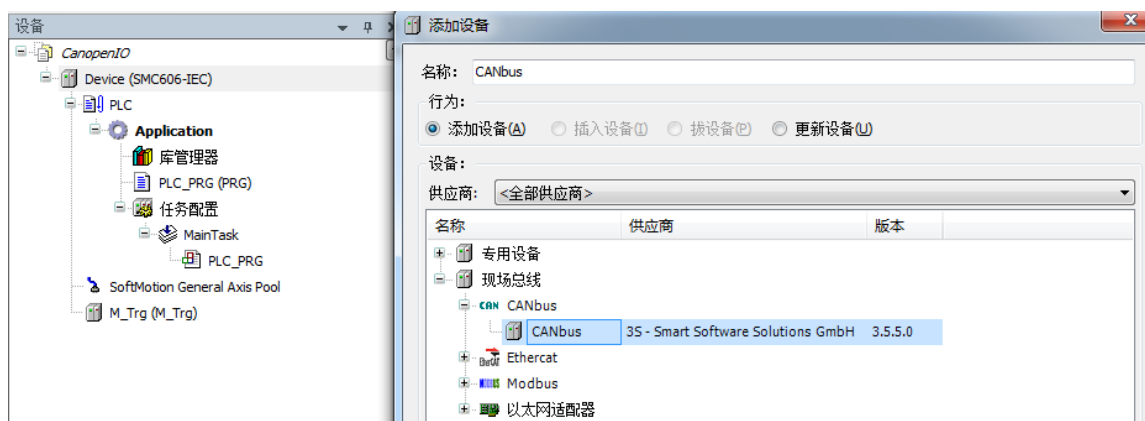 设备
CanopenIO
Device (SMC606-IEC)
PLC
Application
库管理器
PLC_PRG (PRG)
任务配置
MainTask
PLC_PRG
SoftMotion General Axis Pool
M_Trg (M_Trg)
添加设备
名称: CANbus
行为:
添加设备(A) 插入设备(I) 拔设备(P) 更新设备(U)
设备:
供应商: <全部供应商>
名称 供应商 版本
专用设备
现场总线
CAN CANbus
CANbus 3S - Smart Software Solutions GmbH 3.5.5.0
EtherCAT Ethercat
MODBUS Modbus
以太网适配器